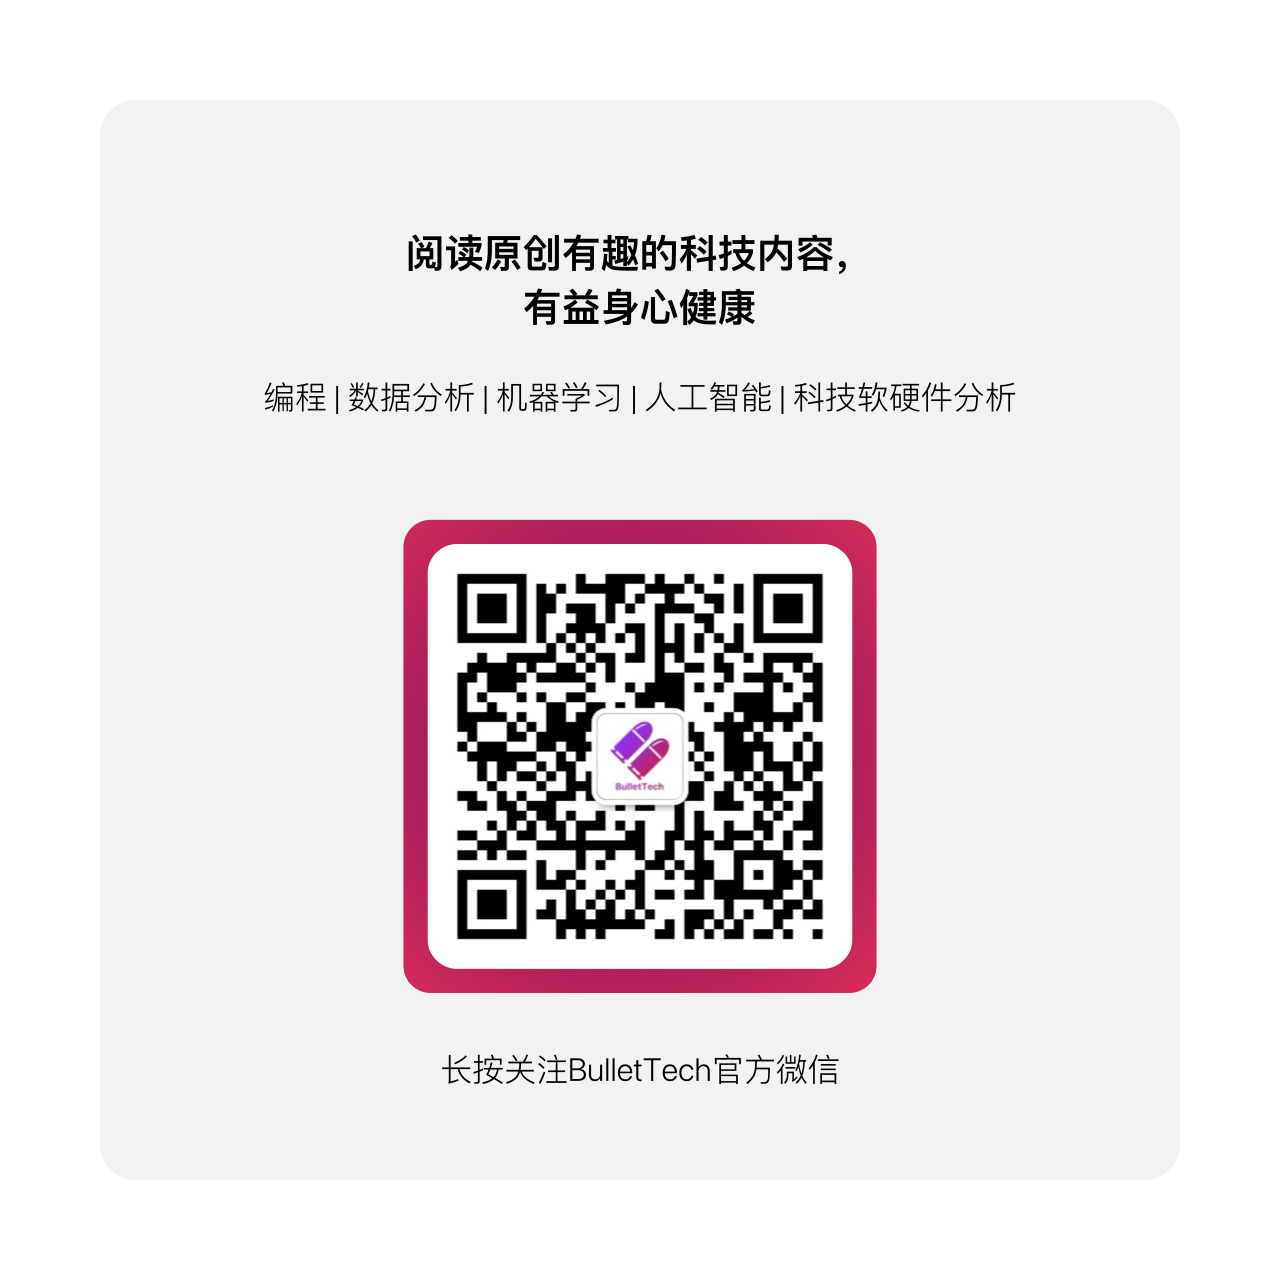 阅读原创有趣的科技内容，
有益身心健康
编程 | 数据分析 | 机器学习 | 人工智能 | 科技软硬件分析
BulletTech
长按关注BulletTech官方微信